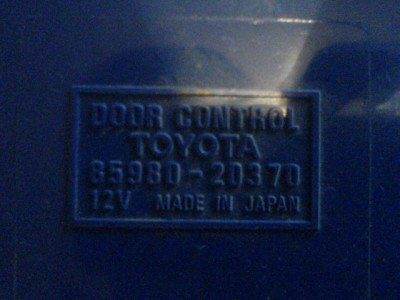 DOOR CONTROL
TOYOTA
85980-20370
12V MADE IN JAPAN